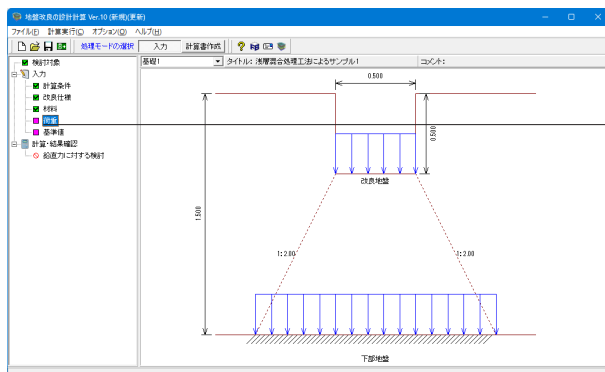 地盤改良の設計計算 Ver.10 (新規)(更新)
ファイル(F) 計算実行(C) オプション(O) ヘルプ(H)
処理モードの選択 入力 計算書作成
検討対象
入力
計算条件
改良仕様
材料
荷重
基準値
計算・結果確認
鉛直力に対する検討
基礎1 タイトル: 浅層混合処理工法によるサンプル1 コメント:
0.500
0.500
改良地盤
1.500
1:2.00 1:2.00
下部地盤